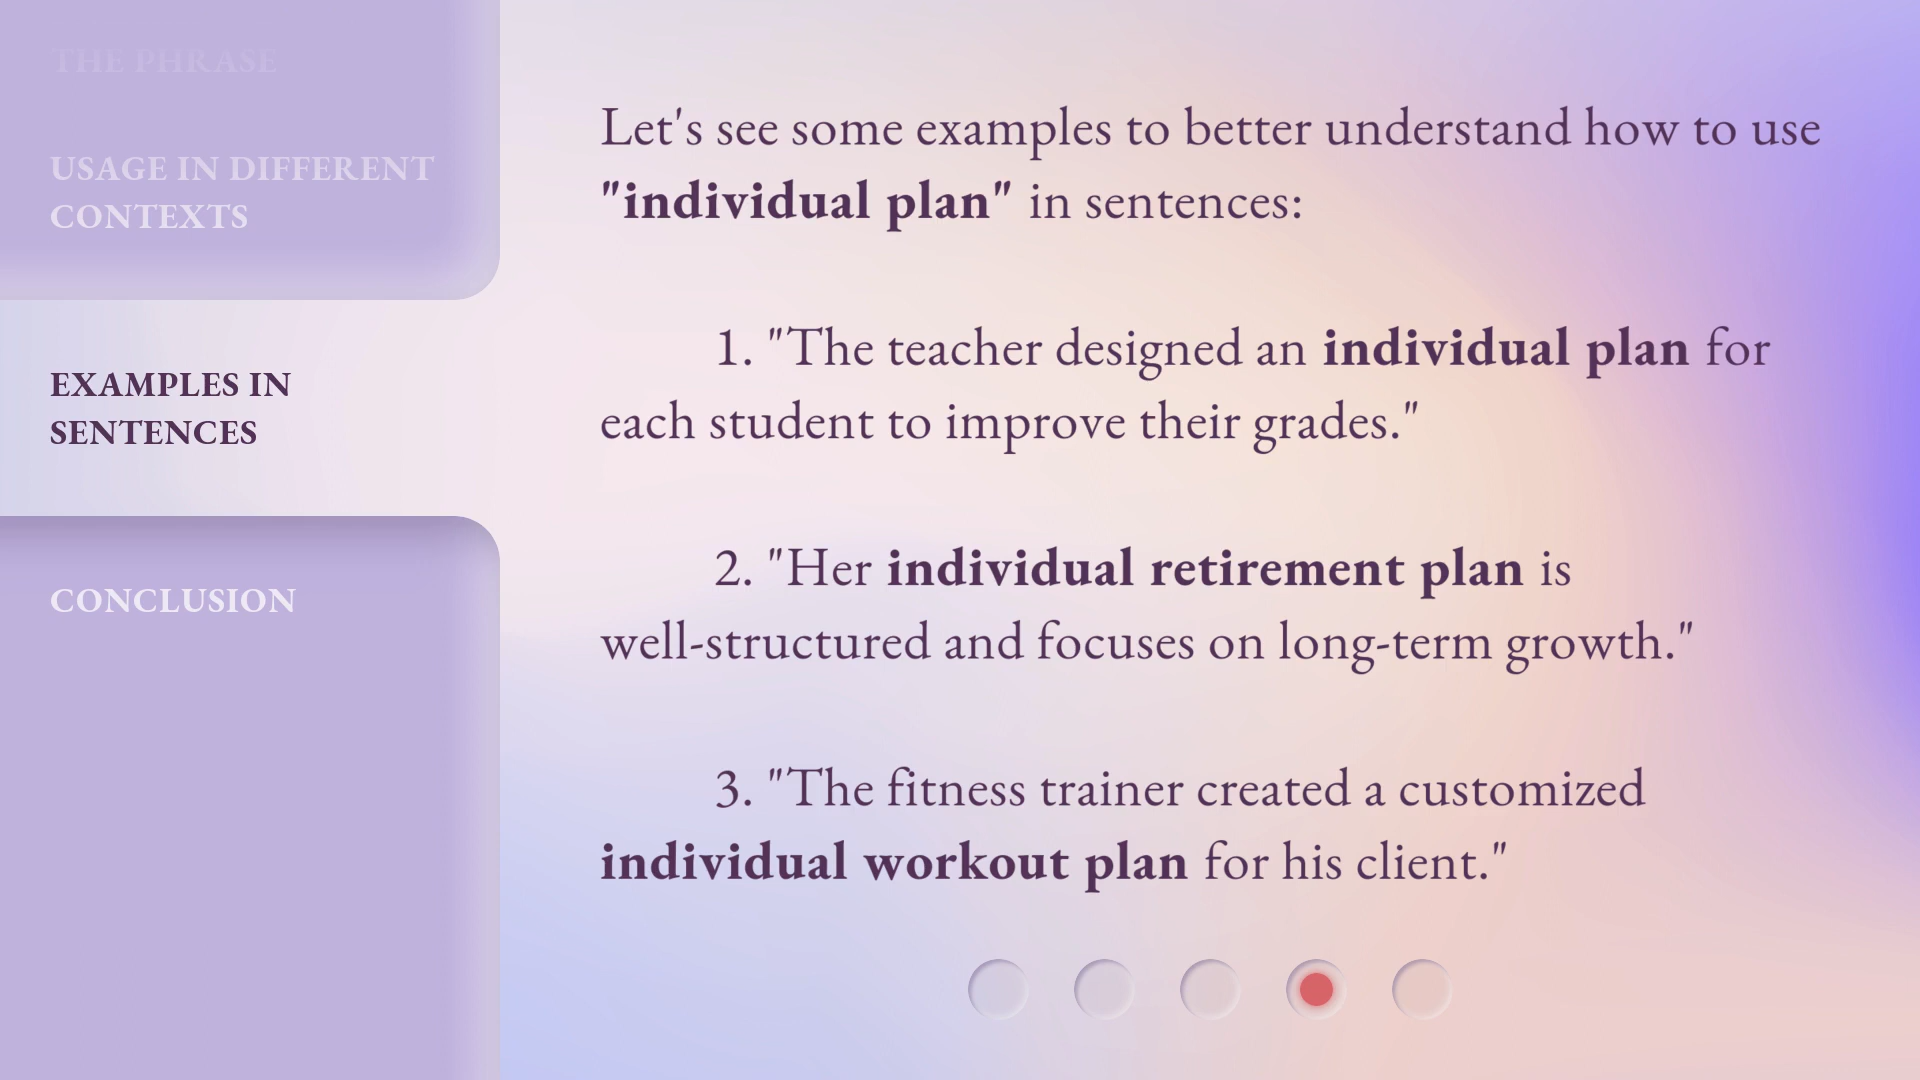 THE PHRASE
USAGE IN DIFFERENT
CONTEXTS
EXAMPLES IN
SENTENCES
CONCLUSION
Let's see some examples to better understand how to use
"individual plan" in sentences:
1. "The teacher designed an individual plan for
each student to improve their grades."
2. "Her individual retirement plan is
well-structured and focuses on long-term growth."
3. "The fitness trainer created a customized
individual workout plan for his client."